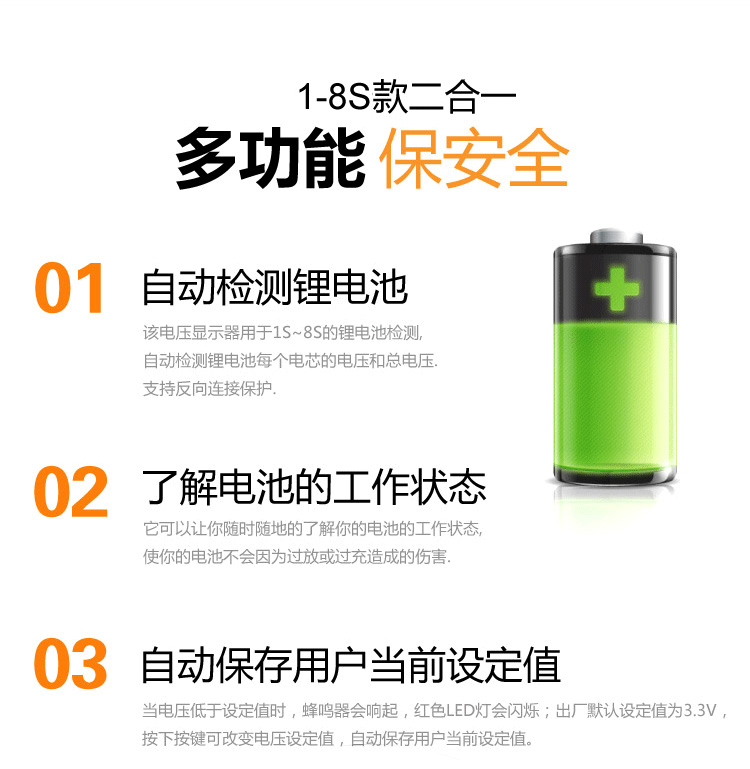 1-8S款二合一
多功能 保安全
01 自动检测锂电池
该电压显示器用于1S~8S的锂电池检测,
自动检测锂电池每个电芯的电压和总电压.
支持反向连接保护.
02 了解电池的工作状态
它可以让你随时随地的了解你的电池的工作状态,
使你的电池不会因为过放或过充造成的伤害.
03 自动保存用户当前设定值
当电压低于设定值时，蜂鸣器会响起，红色LED灯会闪烁；出厂默认设定值为3.3V，
按下按键可改变电压设定值，自动保存用户当前设定值。